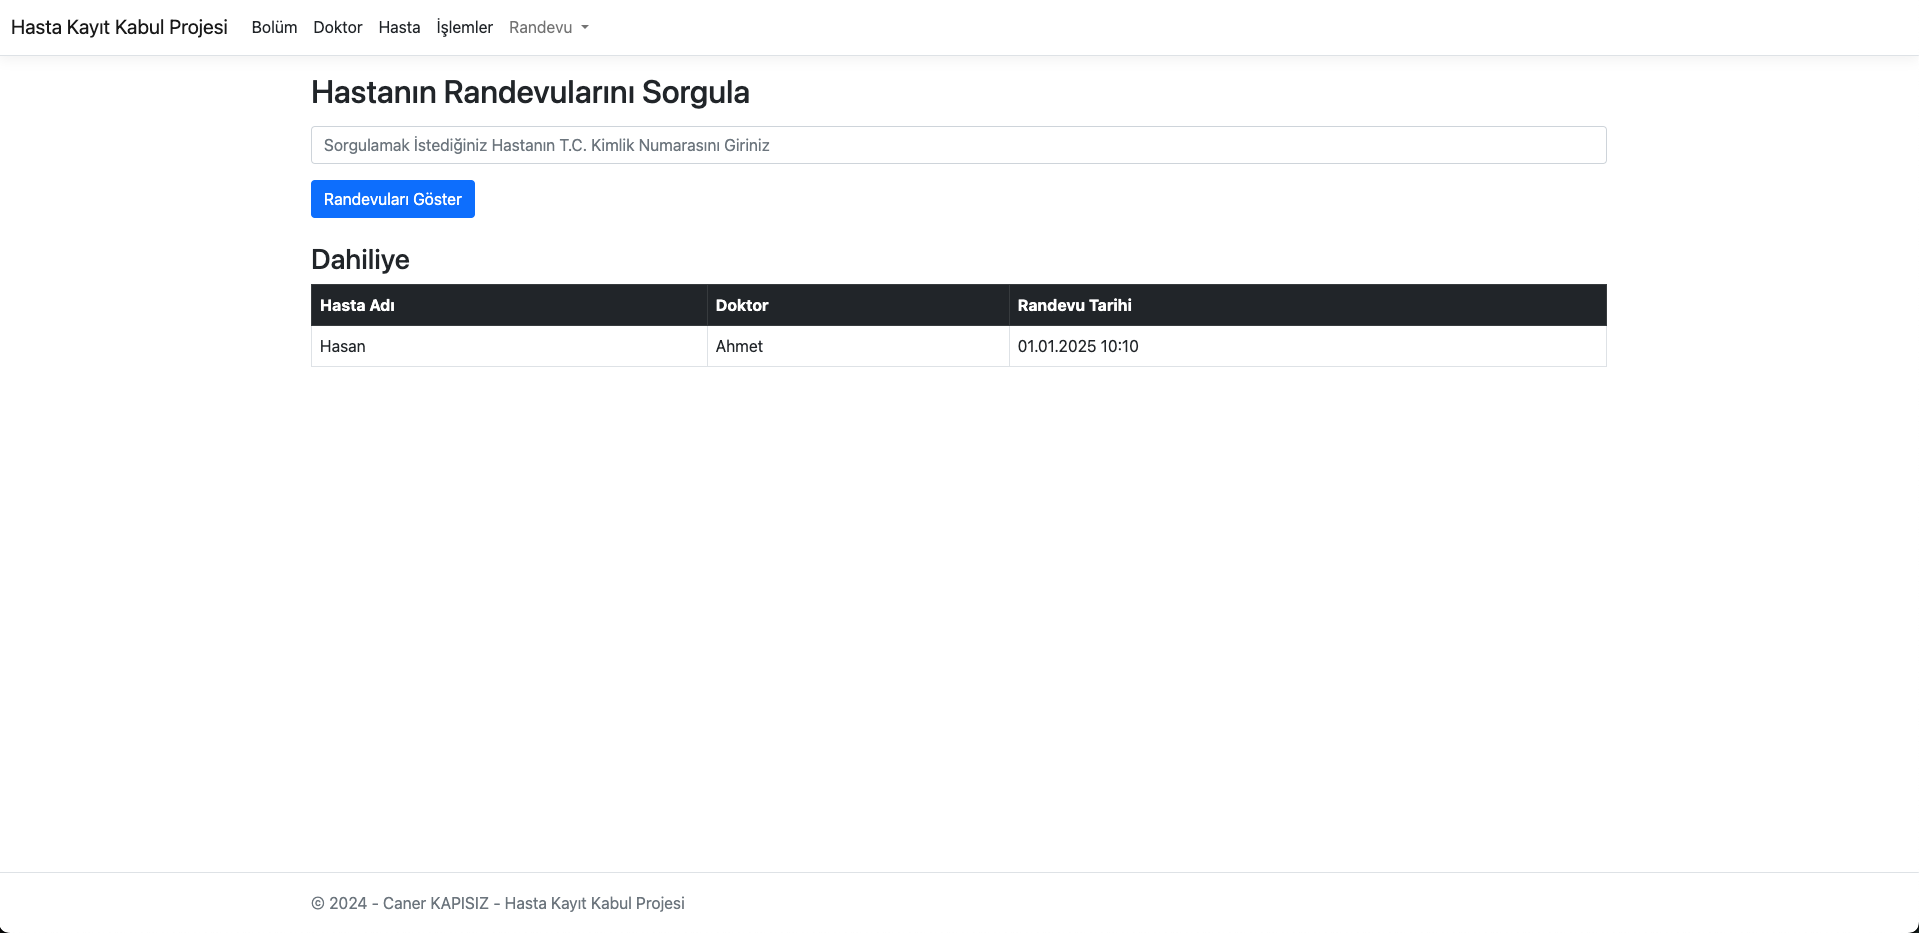 Hasta Kayıt Kabul Projesi Bolüm Doktor Hasta İşlemler Randevu
Hastanın Randevularını Sorgula
Sorgulamak İstediğiniz Hastanın T.C. Kimlik Numarasını Giriniz
Randevuları Göster
Dahiliye
Hasta Adı Doktor Randevu Tarihi
Hasan Ahmet 01.01.2025 10:10
© 2024 - Caner KAPISIZ - Hasta Kayıt Kabul Projesi